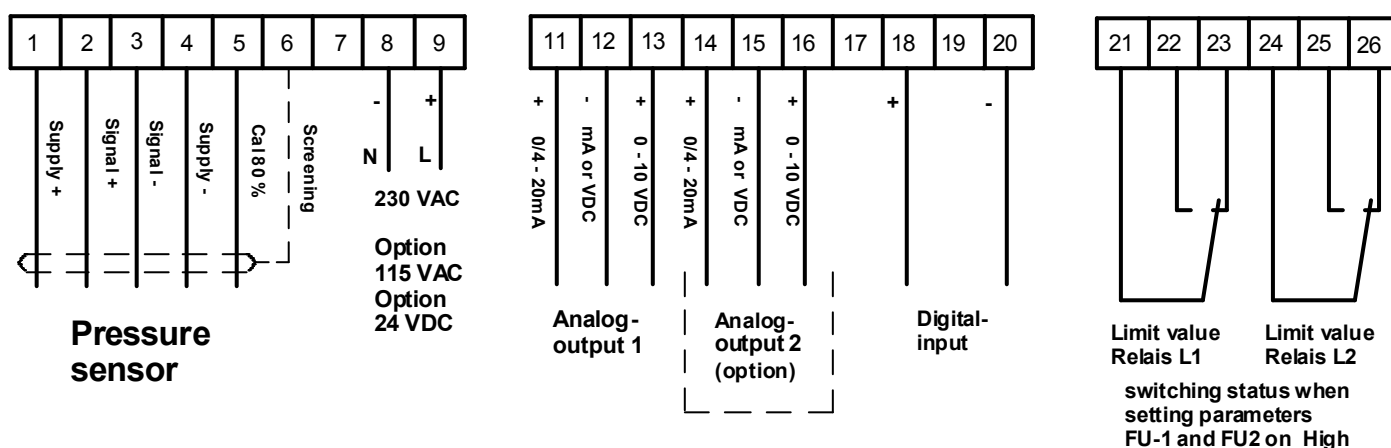 1 2 3 4 5 6 7 8 9
Supply +
Signal +
Signal -
Supply -
Cal 80 %
Screening
- +
N L
230 VAC
Option
115 VAC
Option
24 VDC
Pressure
sensor
11 12 13 14 15 16 17 18 19 20
+ 0/4 - 20mA
- mA or VDC
+ 0 - 10 VDC
+ 0/4 - 20mA
- mA or VDC
+ 0 - 10 VDC
+ -
Analog-
output 1
Analog-
output 2
(option)
Digital-
input
21 22 23 24 25 26
Limit value
Relais L1
Limit value
Relais L2
switching status when
setting parameters
FU-1 and FU2 on High